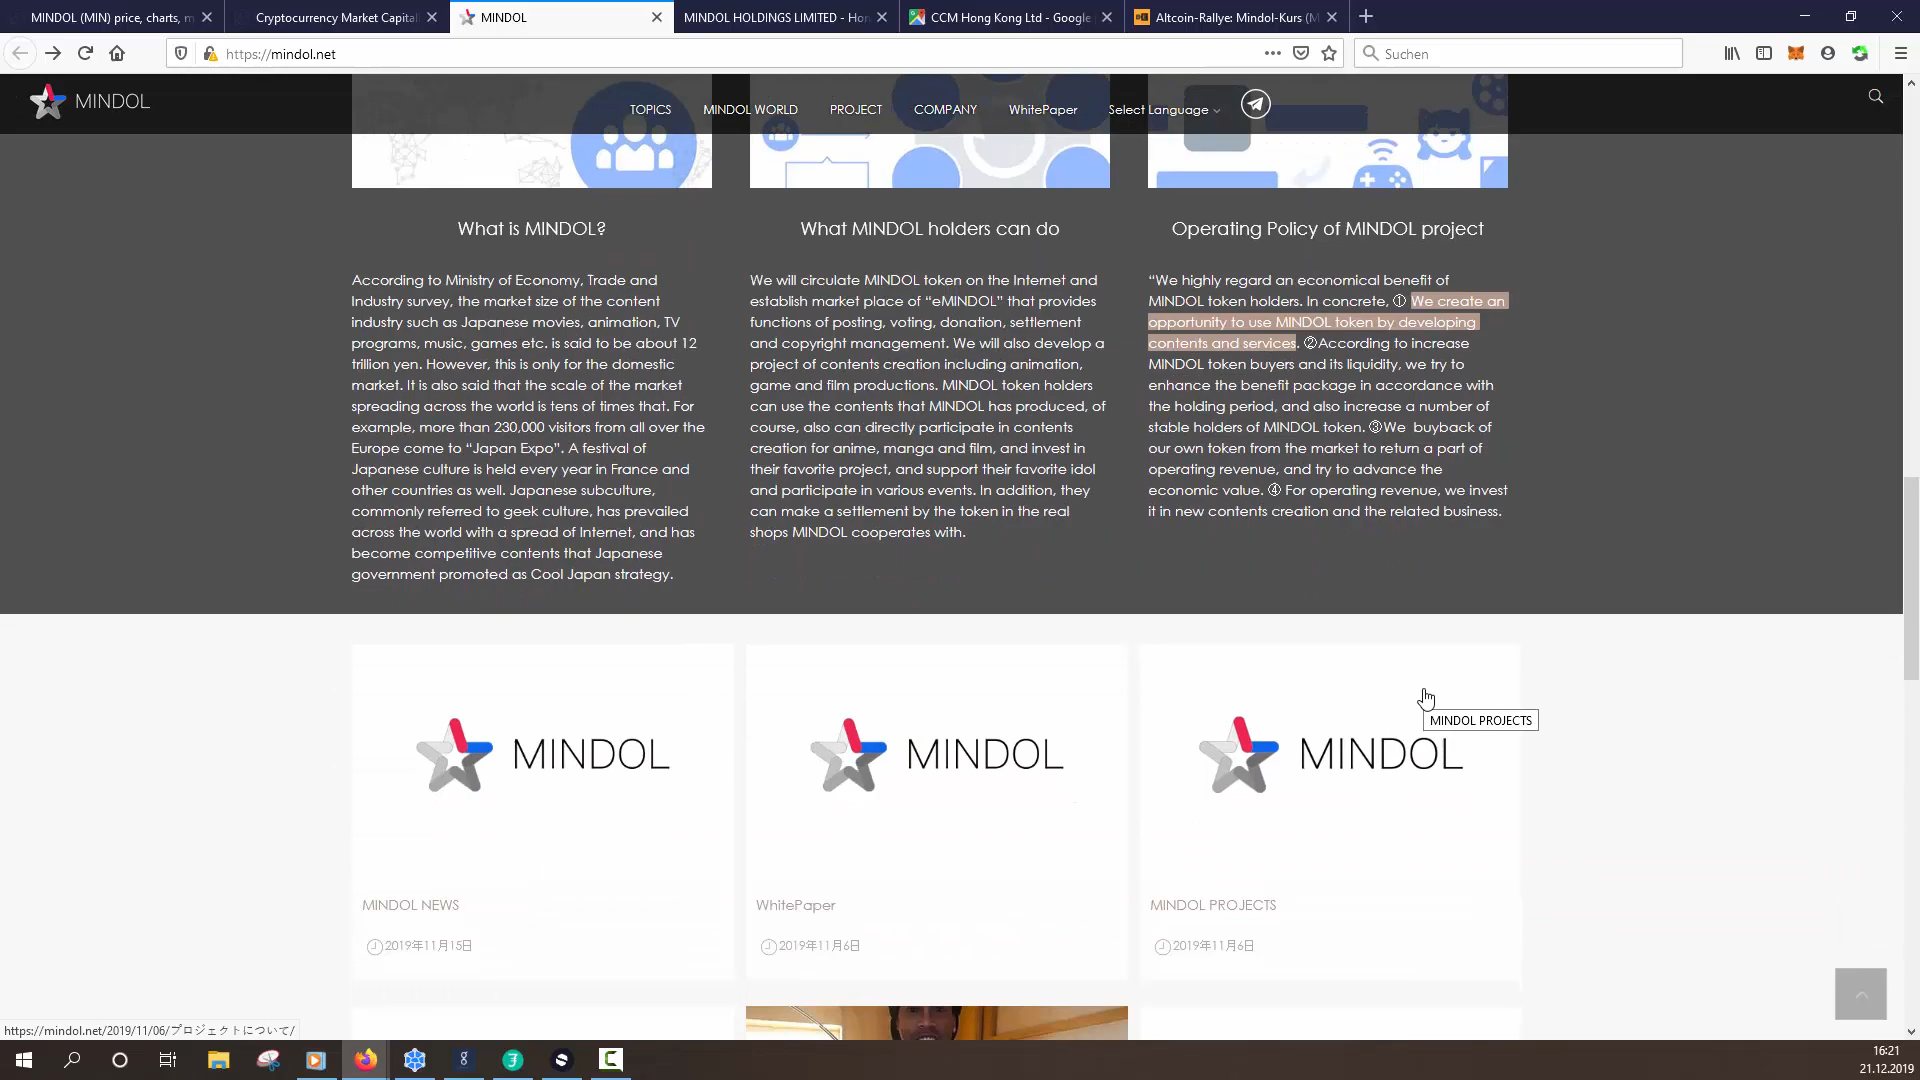 MINDOL (MIN) price, charts, m
Cryptocurrency Market Capital
MINDOL
MINDOL HOLDINGS LIMITED - Hon
CCM Hong Kong Ltd - Google
Altcoin-Rallye: Mindol-Kurs (M
https://mindol.net
Suchen
MINDOL
TOPICS
MINDOL WORLD
PROJECT
COMPANY
WhitePaper
Select Language
What is MINDOL?
According to Ministry of Economy, Trade and
Industry survey, the market size of the content
industry such as Japanese movies, animation, TV
programs, music, games etc. is said to be about 12
trillion yen. However, this is only for the domestic
market. It is also said that the scale of the market
spreading across the world is tens of times that. For
example, more than 230,000 visitors from all over the
Europe come to “Japan Expo”. A festival of
Japanese culture is held every year in France and
other countries as well. Japanese subculture,
commonly referred to geek culture, has prevailed
across the world with a spread of Internet, and has
become competitive contents that Japanese
government promoted as Cool Japan strategy.
What MINDOL holders can do
We will circulate MINDOL token on the Internet and
establish market place of “eMINDOL” that provides
functions of posting, voting, donation, settlement
and copyright management. We will also develop a
project of contents creation including animation,
game and film productions. MINDOL token holders
can use the contents that MINDOL has produced, of
course, also can directly participate in contents
creation for anime, manga and film, and invest in
their favorite project, and support their favorite idol
and participate in various events. In addition, they
can make a settlement by the token in the real
shops MINDOL cooperates with.
Operating Policy of MINDOL project
“We highly regard an economical benefit of
MINDOL token holders. In concrete, ① We create an
opportunity to use MINDOL token by developing
contents and services. ②According to increase
MINDOL token buyers and its liquidity, we try to
enhance the benefit package in accordance with
the holding period, and also increase a number of
stable holders of MINDOL token. ③We buyback of
our own token from the market to return a part of
operating revenue, and try to advance the
economic value. ④ For operating revenue, we invest
it in new contents creation and the related business.
MINDOL
MINDOL
MINDOL
MINDOL PROJECTS
MINDOL NEWS
2019年11月15日
WhitePaper
2019年11月6日
MINDOL PROJECTS
2019年11月6日
https://mindol.net/2019/11/06/プロジェクトについて/
16:21
21.12.2019